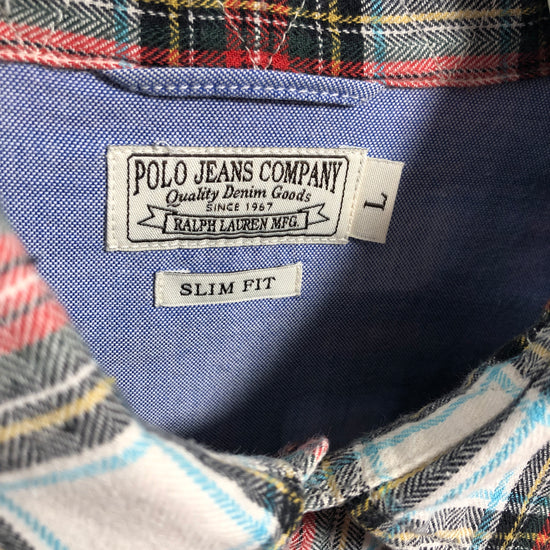 POLO JEANS COMPANY
Quality Denim Goods
SINCE 1967
RALPH LAUREN MFG.
L
SLIM FIT